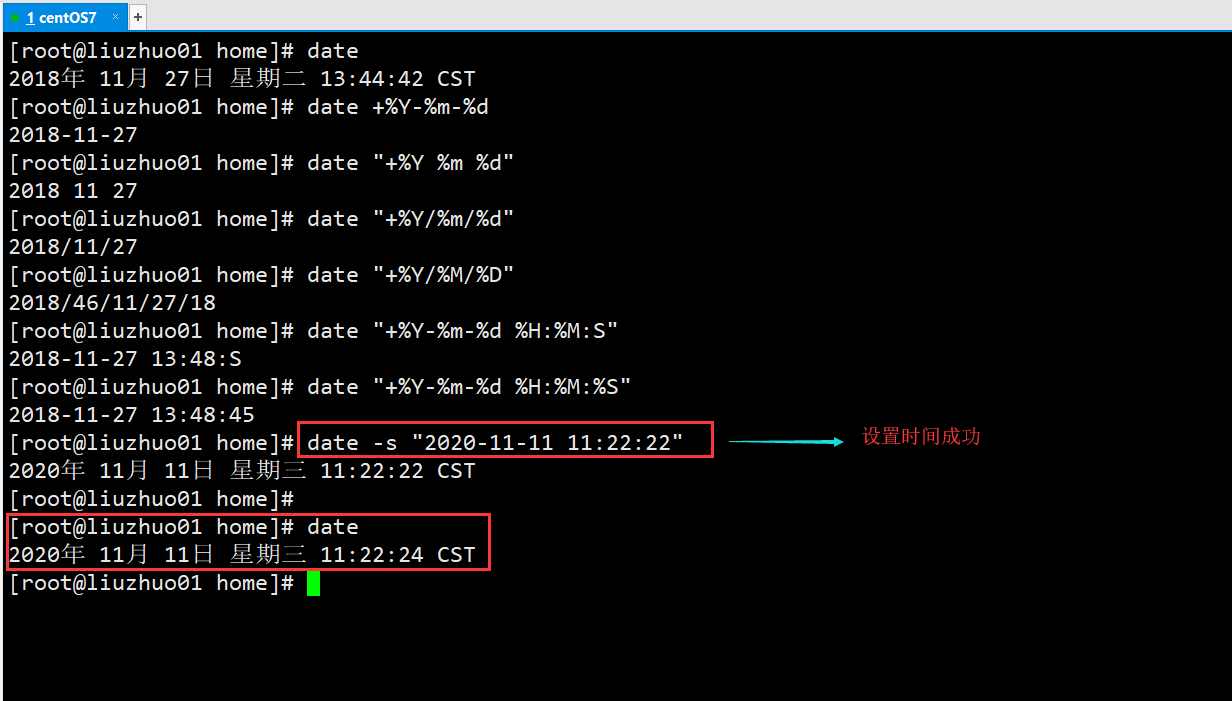 1 centOS7 × +
[root@liuzhuo01 home]# date
2018年 11月 27日 星期二 13:44:42 CST
[root@liuzhuo01 home]# date +%Y-%m-%d
2018-11-27
[root@liuzhuo01 home]# date "+%Y %m %d"
2018 11 27
[root@liuzhuo01 home]# date "+%Y/%m/%d"
2018/11/27
[root@liuzhuo01 home]# date "+%Y/%M/%D"
2018/46/11/27/18
[root@liuzhuo01 home]# date "+%Y-%m-%d %H:%M:S"
2018-11-27 13:48:S
[root@liuzhuo01 home]# date "+%Y-%m-%d %H:%M:%S"
2018-11-27 13:48:45
[root@liuzhuo01 home]# date -s "2020-11-11 11:22:22" 设置时间成功
2020年 11月 11日 星期三 11:22:22 CST
[root@liuzhuo01 home]#
[root@liuzhuo01 home]# date
2020年 11月 11日 星期三 11:22:24 CST
[root@liuzhuo01 home]#